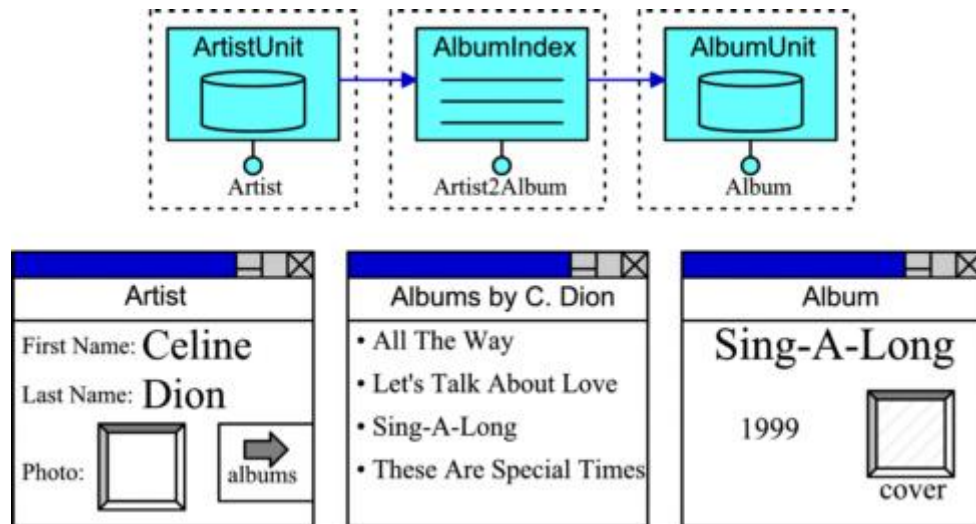 ArtistUnit
AlbumIndex
AlbumUnit
Artist
Artist2Album
Album
Artist
First Name: Celine
Last Name: Dion
Photo:
albums
Albums by C. Dion
• All The Way
• Let's Talk About Love
• Sing-A-Long
• These Are Special Times
Album
Sing-A-Long
1999
cover